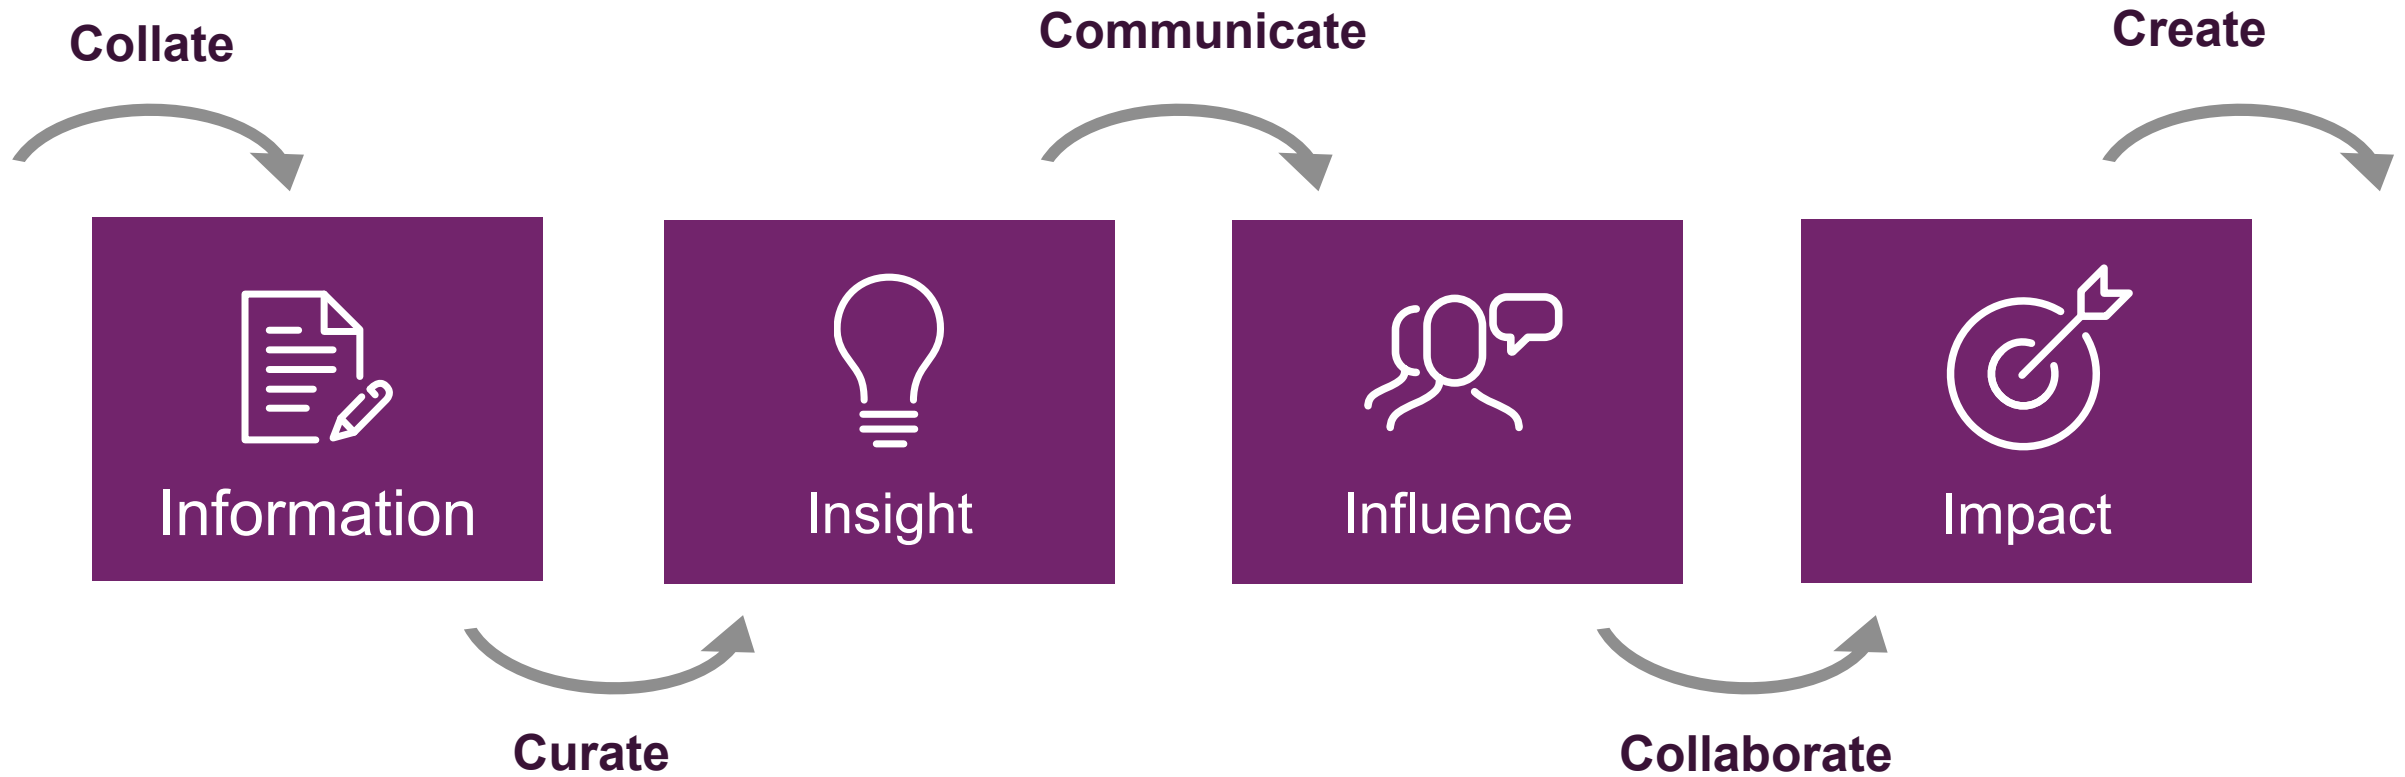 Collate
Communicate
Create
Information
Insight
Influence
Impact
Curate
Collaborate